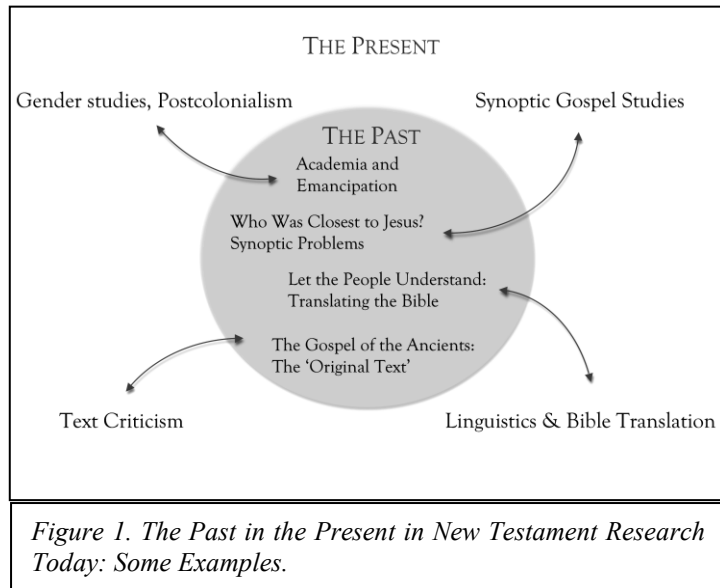 THE PRESENT
Gender studies, Postcolonialism
Synoptic Gospel Studies
THE PAST
Academia and
Emancipation
Who Was Closest to Jesus?
Synoptic Problems
Let the People Understand:
Translating the Bible
The Gospel of the Ancients:
The ‘Original Text’
Text Criticism
Linguistics & Bible Translation
Figure 1. The Past in the Present in New Testament Research
Today: Some Examples.